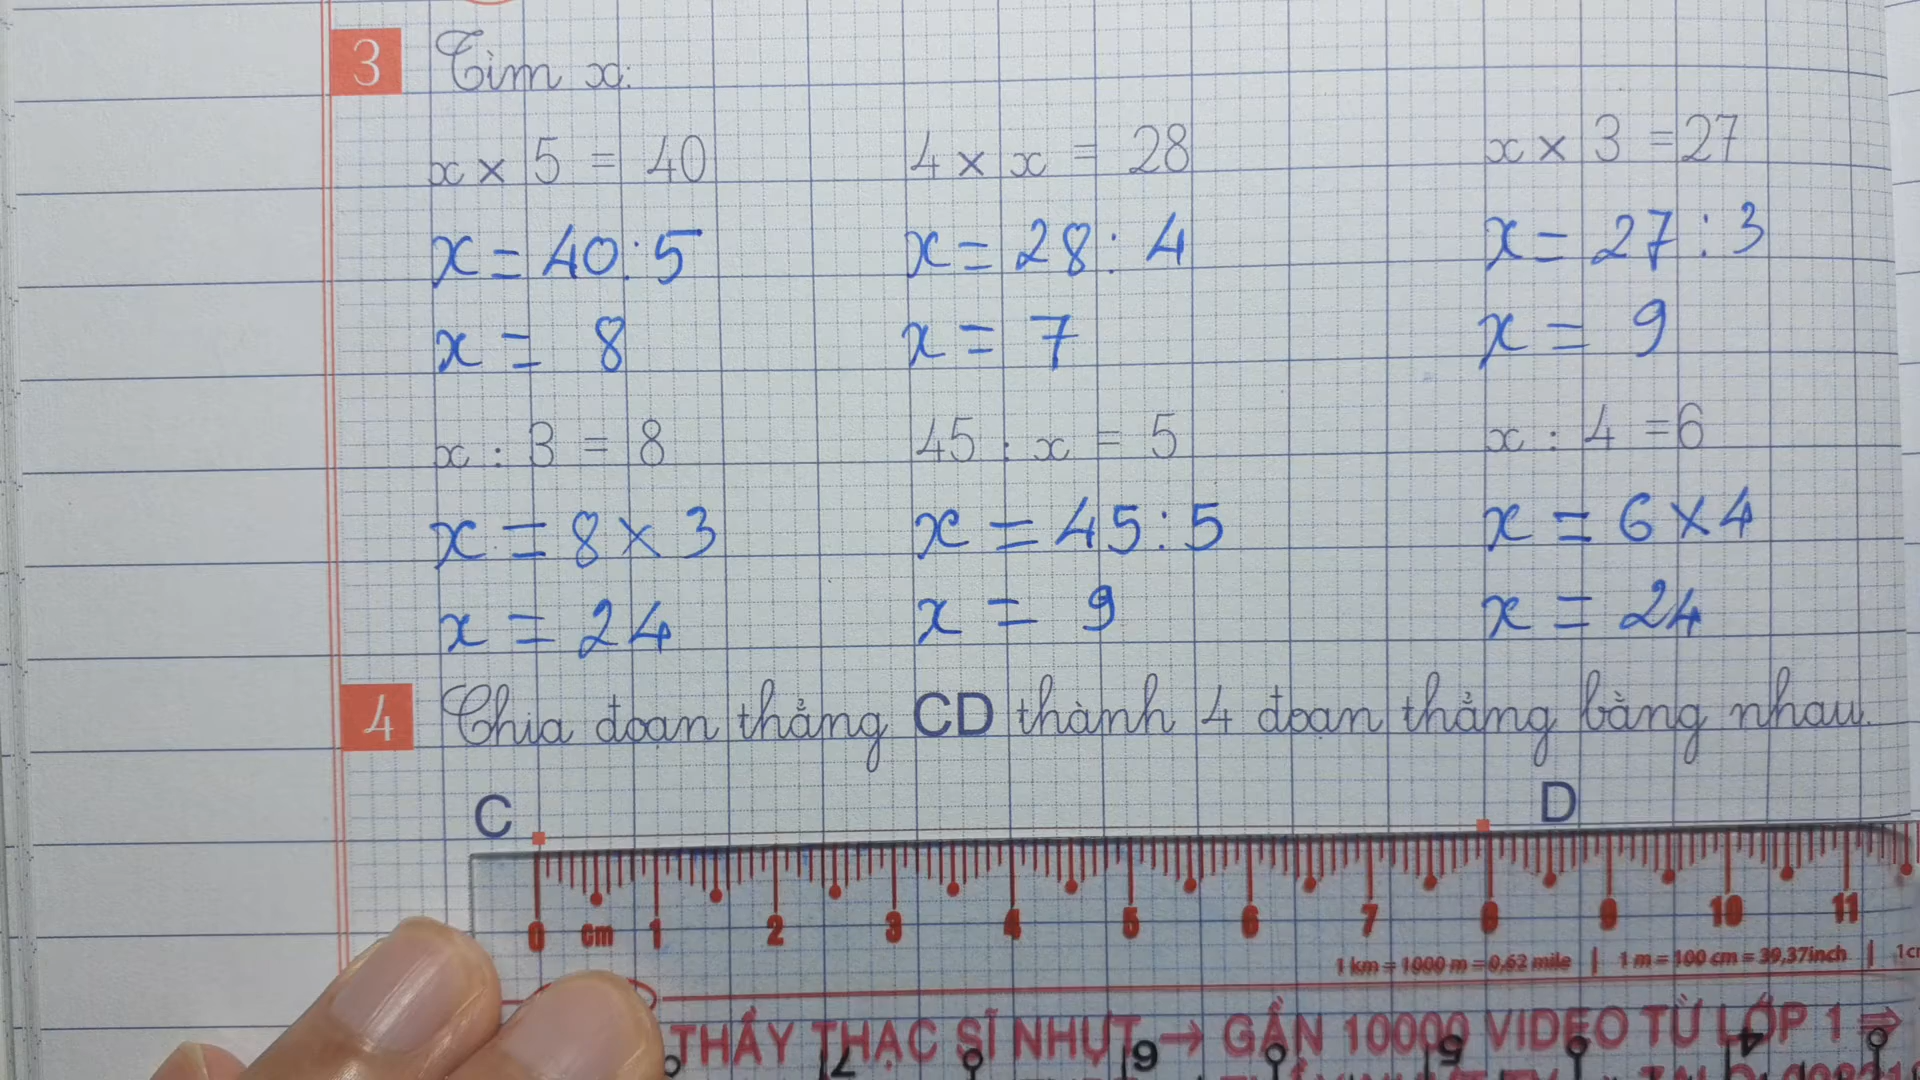 3 Tìm x:
x × 5 = 40 4 × x = 28 x × 3 = 27
x = 40 : 5 x = 28 : 4 x = 27 : 3
x = 8 x = 7 x = 9
x : 3 = 8 45 : x = 5 x : 4 = 6
x = 8 × 3 x = 45 : 5 x = 6 × 4
x = 24 x = 9 x = 24
4 Chia đoạn thẳng CD thành 4 đoạn thẳng bằng nhau.
C D
0 cm 1 2 3 4 5 6 7 8 9 10 11
1 km = 1000 m = 0,62 mile | 1 m = 100 cm = 39,37inch |
THẦY THẠC SĨ NHỰT → GẦN 10000 VIDEO TỪ LỚP 1 ⇒
7 6 5 4